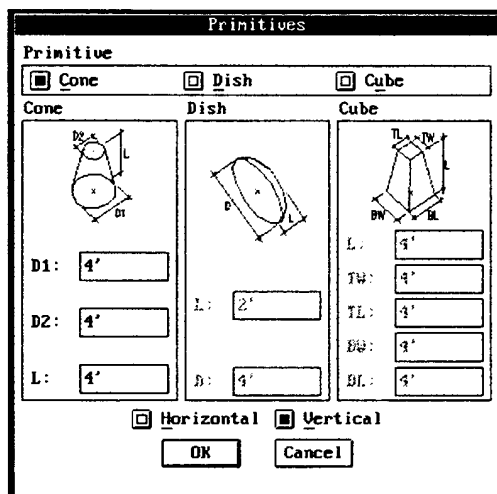 Primitives
Primitive
Cone Dish Cube
Cone
D2
L
D1
D1: 4'
D2: 4'
L: 4'
Dish
D
L
L: 2'
D: 4'
Cube
TL TW
L
BW BL
L: 4'
TW: 4'
TL: 4'
BW: 4'
BL: 4'
Horizontal Vertical
OK Cancel